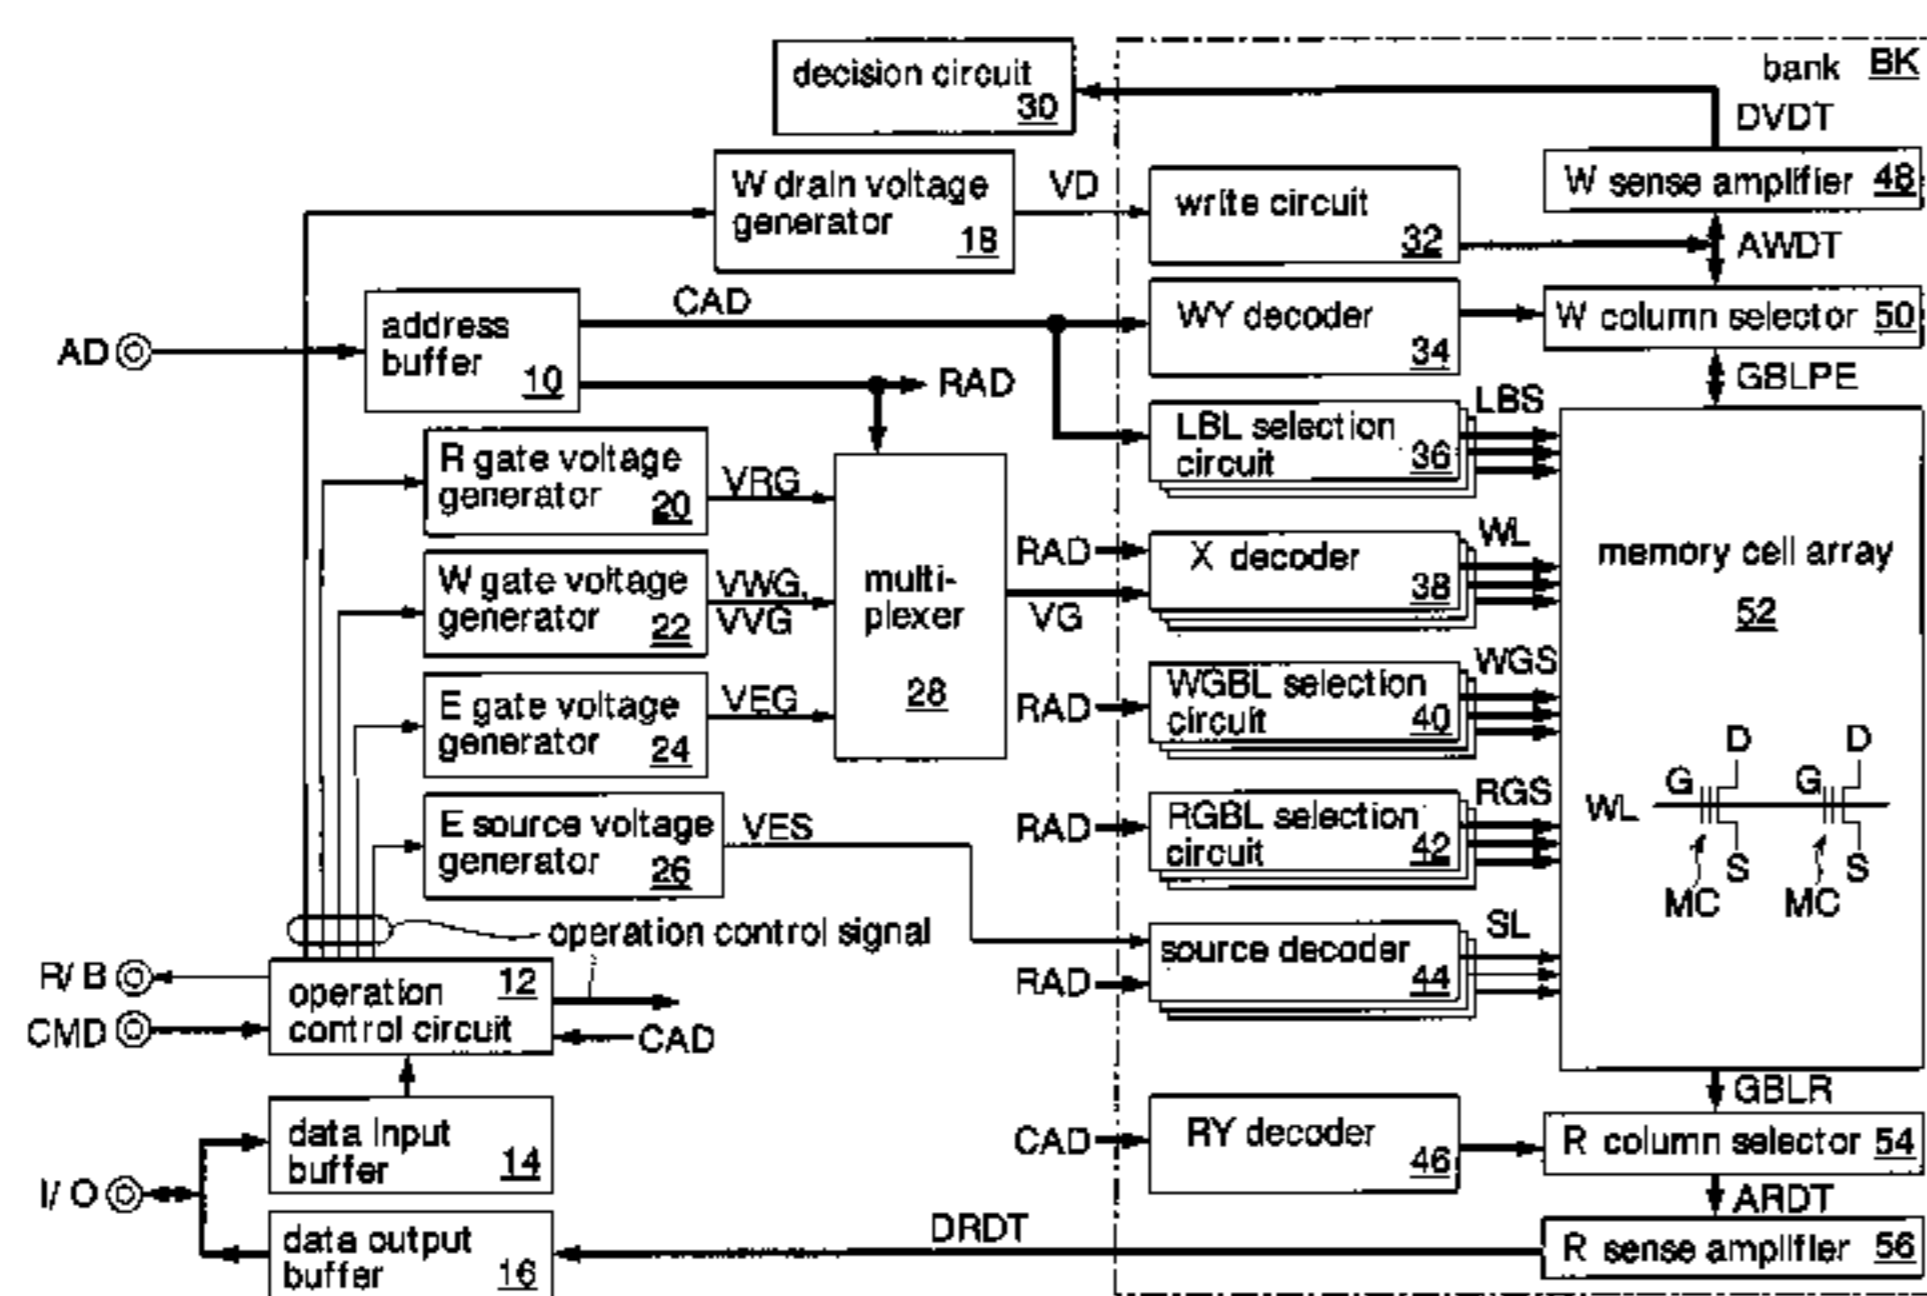 decision circuit
30
bank BK
DVDT
W drain voltage
generator 18
VD
write circuit
32
W sense amplifier 48
AWDT
AD
address
buffer
10
CAD
RAD
WY decoder
34
W column selector 50
GBLPE
R gate voltage
generator 20
VRG
LBL selection
circuit 36
LBS
W gate voltage
generator 22
VWG,
VVG
multi-
plexer
28
RAD
VG
X decoder
38
WL
memory cell array
52
E gate voltage
generator 24
VEG
RAD
WGBL selection
circuit 40
WGS
E source voltage
generator 26
VES
RAD
RGBL selection
circuit 42
RGS
WL
G
D
S
MC
G
D
S
MC
operation control signal
RAD
source decoder
44
SL
R/B
CMD
operation 12
control circuit
CAD
GBLR
I/O
data input
buffer 14
CAD
RY decoder
46
R column selector 54
ARDT
data output
buffer 16
DRDT
R sense amplifier 56